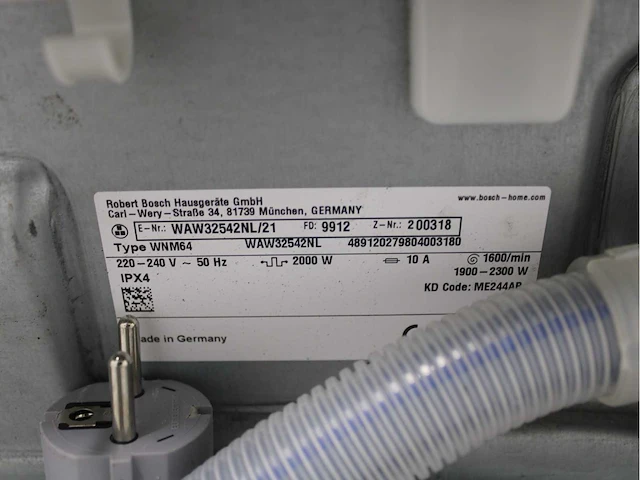 Robert Bosch Hausgeräte GmbH
www.bosch-home.com
Carl-Wery-Straße 34, 81739 München, GERMANY
E-Nr.: WAW32542NL/21 FD: 9912 Z-Nr.: 200318
Type WNM64 WAW32542NL 489120279804003180
220-240 V ~ 50 Hz 2000 W 10 A 1600/min
IPX4 1900-2300 W
KD Code:
Made in Germany